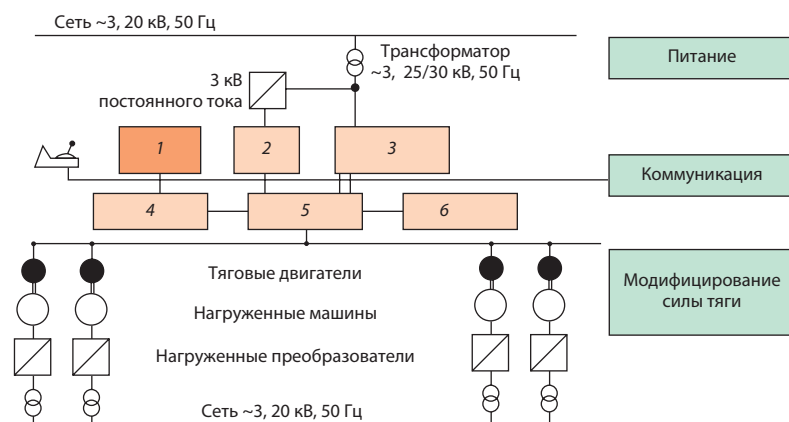 Сеть ~3, 20 кВ, 50 Гц
Трансформатор
~3, 25/30 кВ, 50 Гц
Питание
3 кВ
постоянного тока
1
2
3
Коммуникация
4
5
6
Тяговые двигатели
Модифицирование
силы тяги
Нагруженные машины
Нагруженные преобразователи
Сеть ~3, 20 кВ, 50 Гц